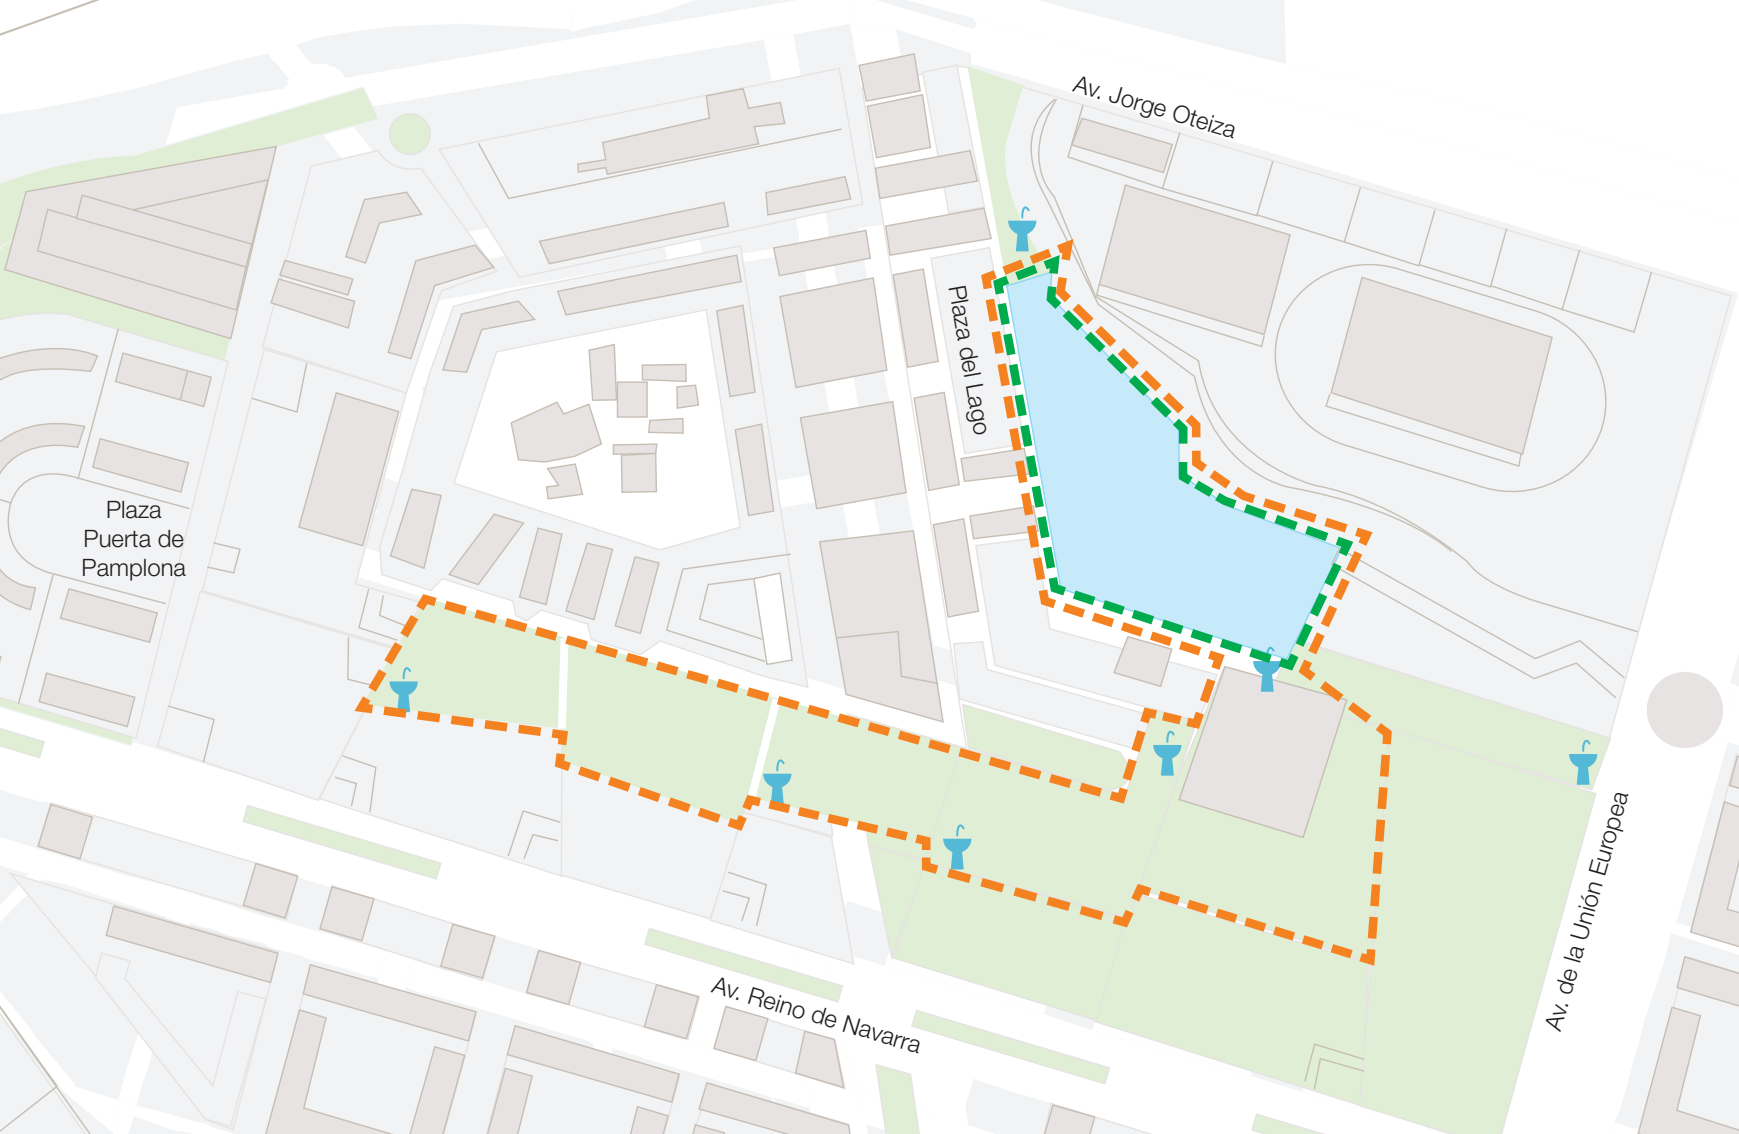 Av. Jorge Oteiza
Plaza del Lago
Plaza
Puerta de
Pamplona
Av. de la Unión Europea
Av. Reino de Navarra